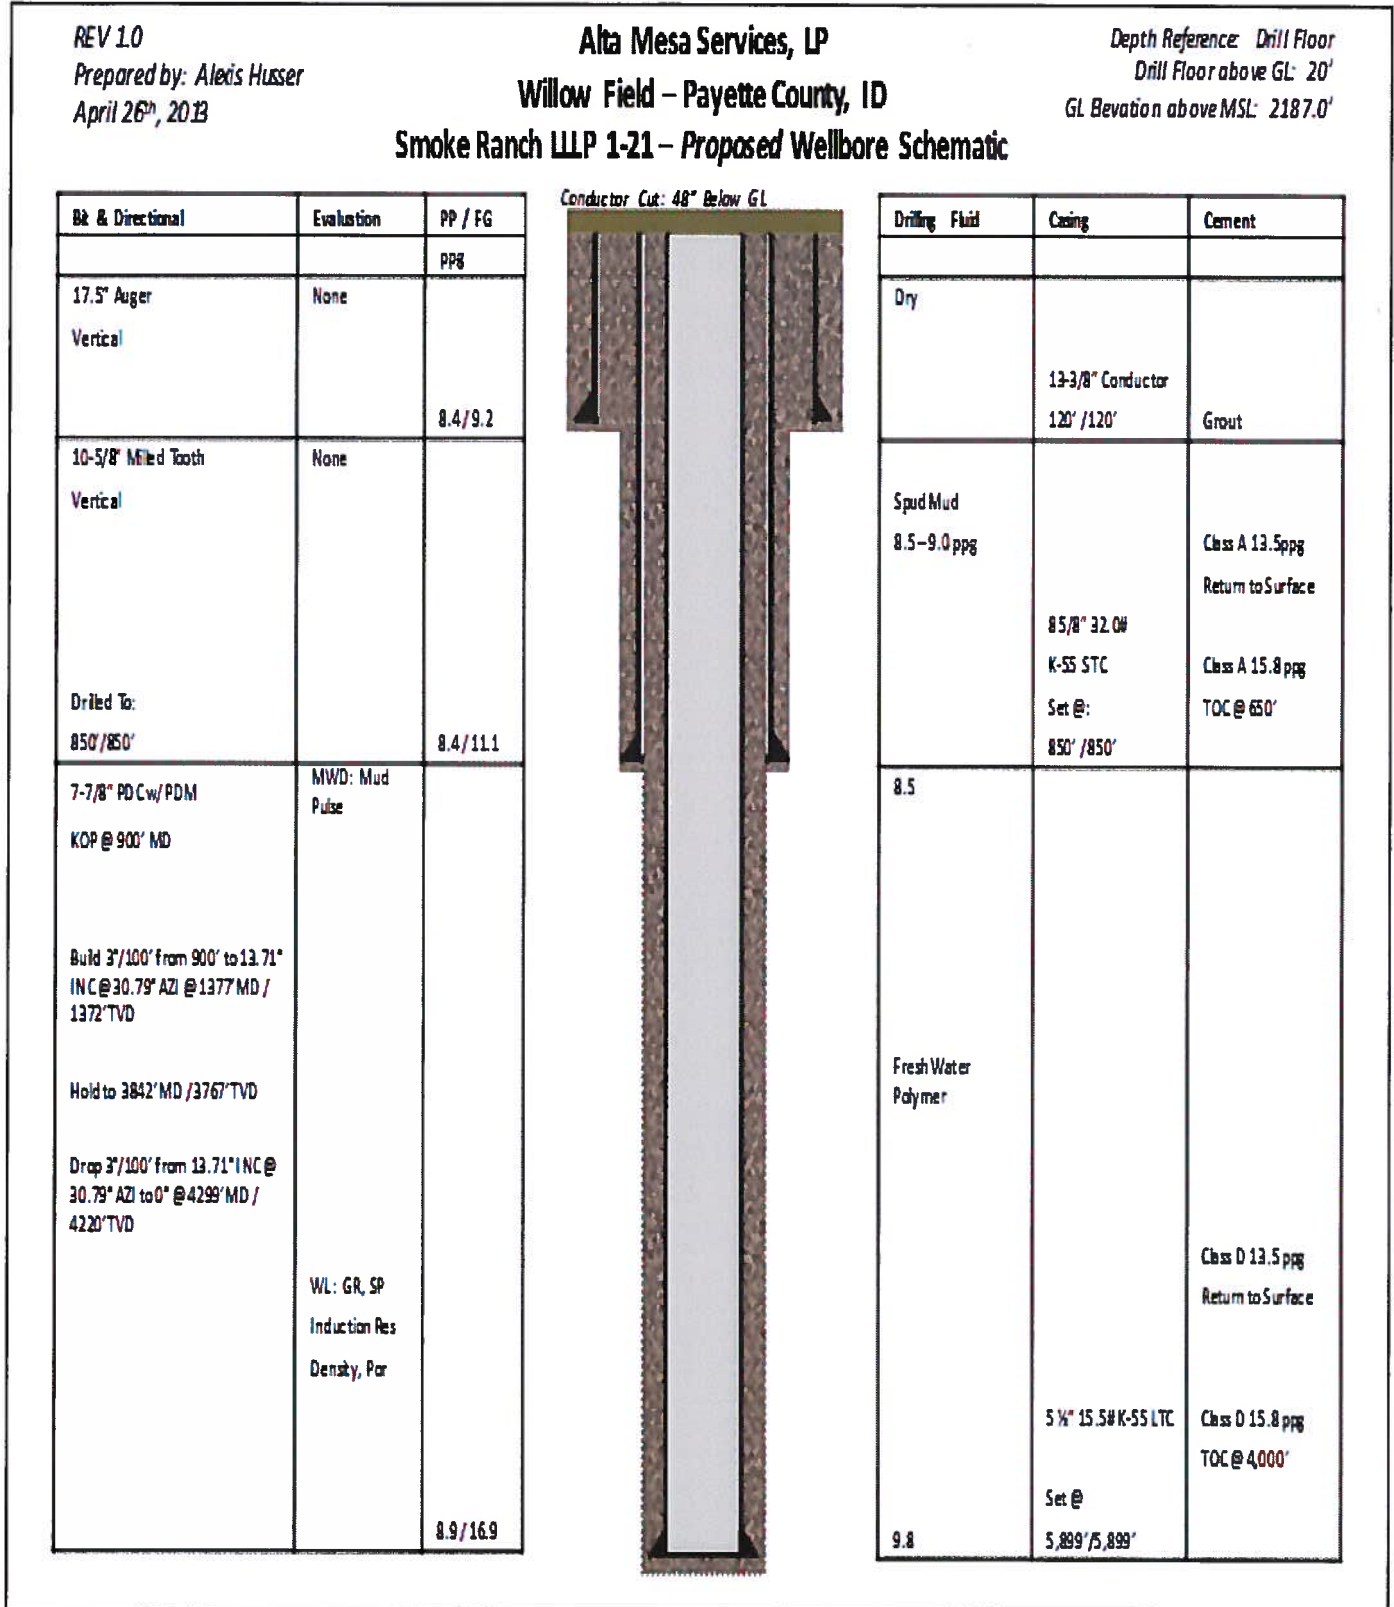 REV 1.0
Prepared by: Alexis Husser
April 26th, 2013
Alta Mesa Services, LP
Willow Field – Payette County, ID
Smoke Ranch LLLP 1-21 – Proposed Wellbore Schematic
Depth Reference: Drill Floor
Drill Floor above GL: 20'
GL Elevation above MSL: 2187.0'
Bit & Directional
Evaluation
PP / FG
ppg
17.5" Auger
Vertical
None
8.4/9.2
10-5/8" Milled Tooth
Vertical
None
Drilled To:
850'/850'
8.4/11.1
7-7/8" PDC w/ PDM
KOP @ 900' MD
MWD: Mud
Pulse
Build 3°/100' from 900' to 13.71°
INC @ 30.79° AZI @ 1377' MD /
1372' TVD
Hold to 3842' MD / 3767' TVD
Drop 3°/100' from 13.71° INC @
30.79° AZI to 0° @ 4299' MD /
4220' TVD
WL: GR, SP
Induction Res
Density, Por
8.9/16.9
Conductor Cut: 48" Below GL
Drilling Fluid
Casing
Cement
Dry
13-3/8" Conductor
120' /120'
Grout
Spud Mud
8.5–9.0 ppg
8 5/8" 32.0#
K-55 STC
Set @:
850' /850'
Class A 13.5ppg
Return to Surface
Class A 15.8 ppg
TOC @ 650'
8.5
Fresh Water
Polymer
9.8
5 ½" 15.5# K-55 LTC
Set @
5,899'/5,899'
Class D 13.5 ppg
Return to Surface
Class D 15.8 ppg
TOC @ 4,000'